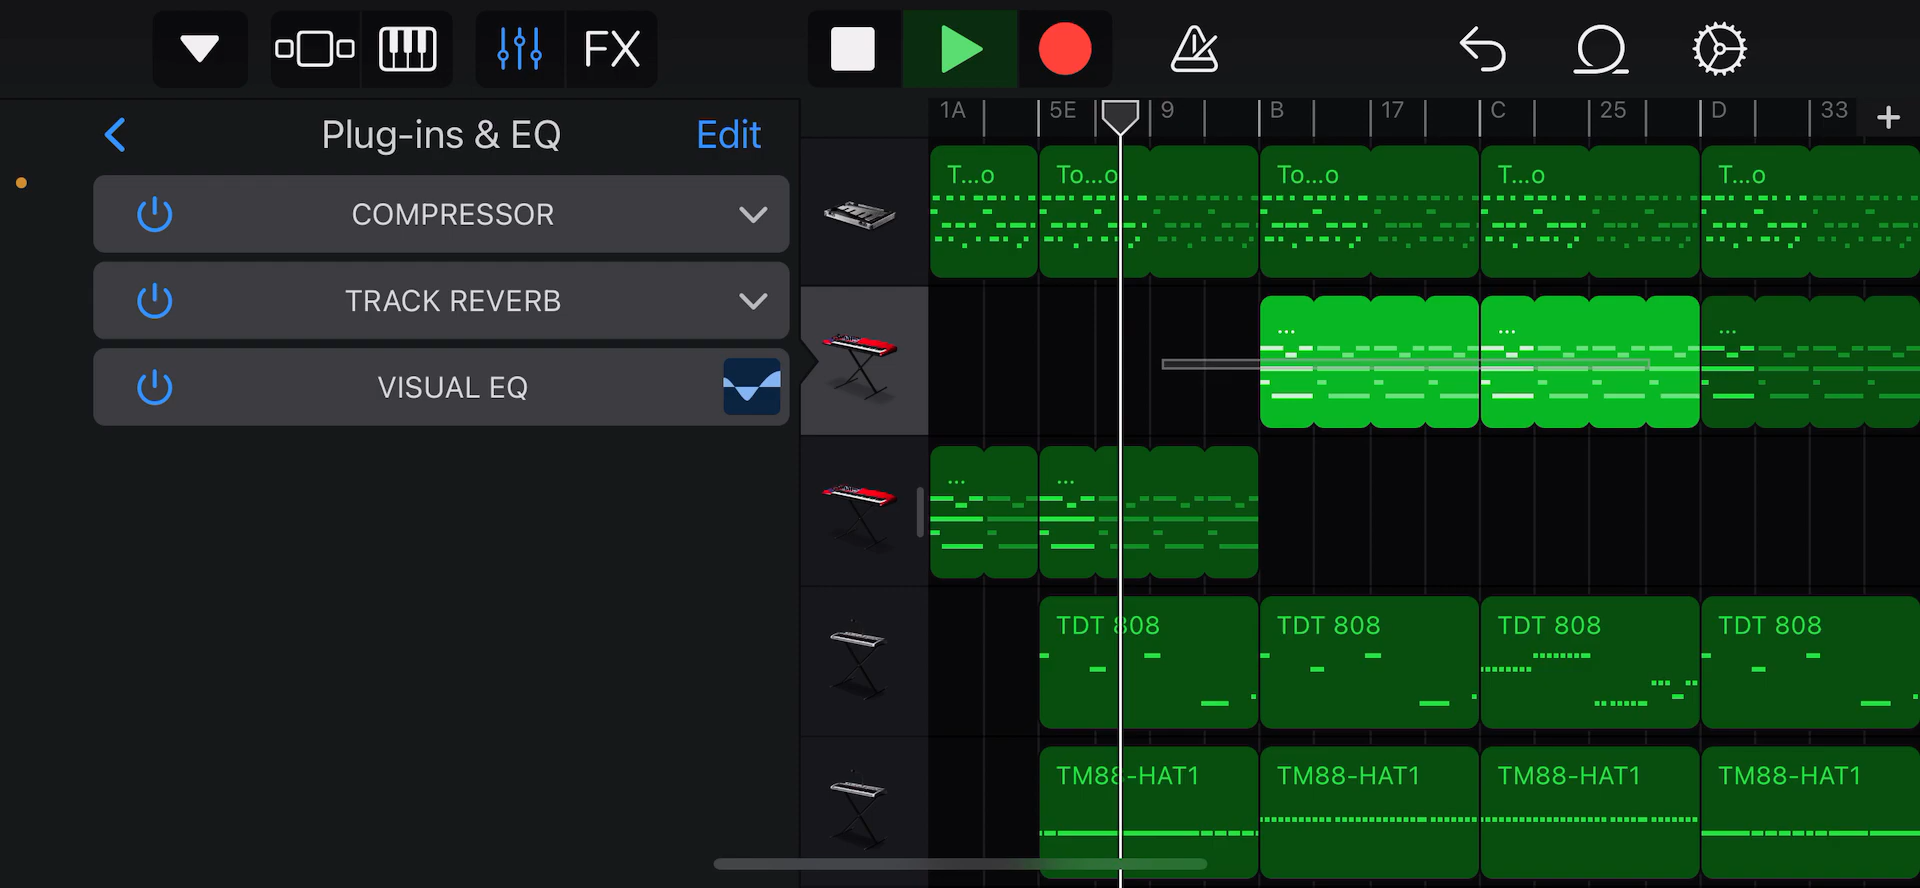 FX
Plug-ins & EQ
Edit
COMPRESSOR
TRACK REVERB
VISUAL EQ
1A 5E 9 B 17 C 25 D 33 +
T...o To...o To...o T...o T...o
... ... ...
... ...
TDT 808 TDT 808 TDT 808 TDT 808
TM88-HAT1 TM88-HAT1 TM88-HAT1 TM88-HAT1